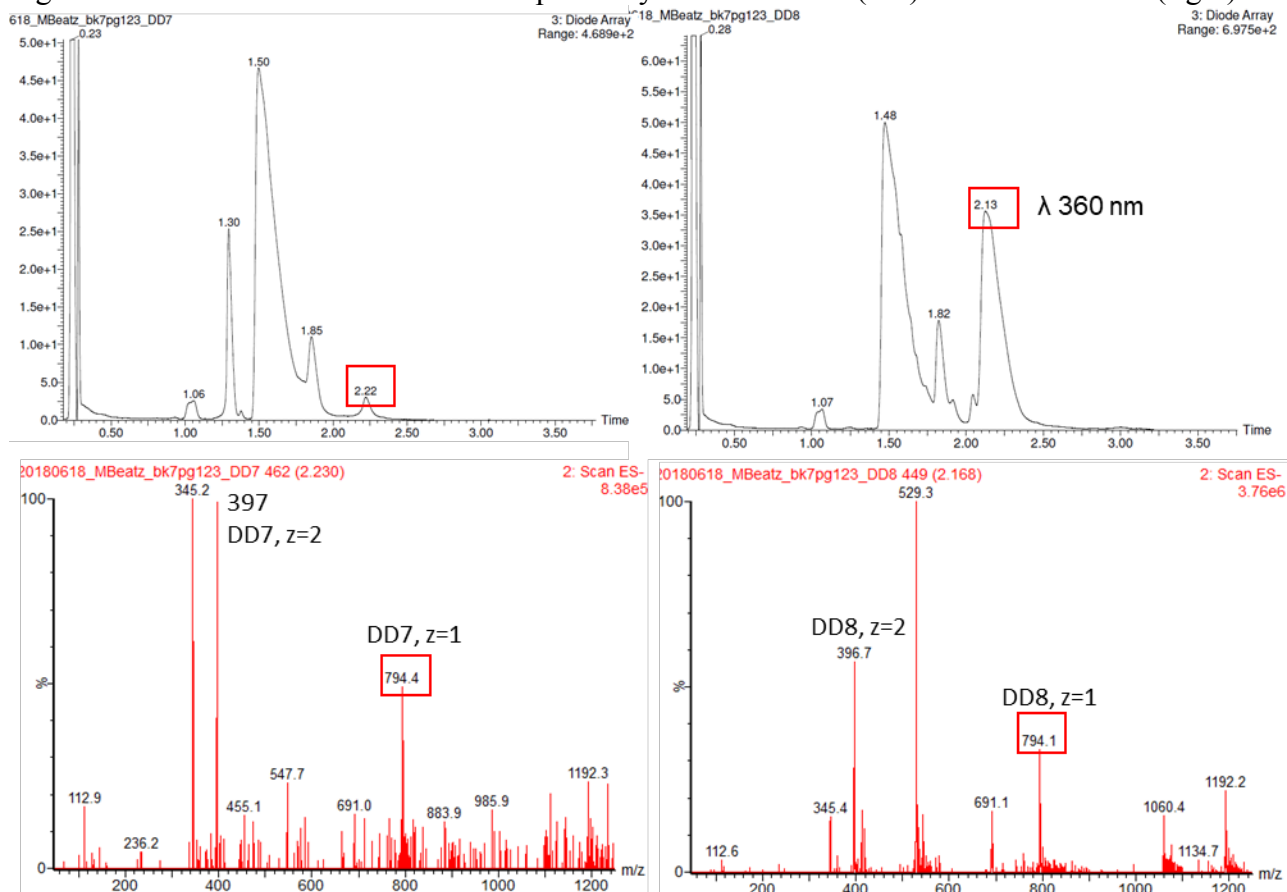 618_MBeatz_bk7pg123_DD7
3: Diode Array
Range: 4.689e+2
0.23
5.0e+1
4.5e+1
4.0e+1
3.5e+1
3.0e+1
2.5e+1
2.0e+1
1.5e+1
1.0e+1
5.0
0.0
1.50
1.30
1.85
1.06
2.22
0.50 1.00 1.50 2.00 2.50 3.00 3.50
Time
618_MBeatz_bk7pg123_DD8
3: Diode Array
Range: 6.975e+2
0.28
6.0e+1
5.5e+1
5.0e+1
4.5e+1
4.0e+1
3.5e+1
3.0e+1
2.5e+1
2.0e+1
1.5e+1
1.0e+1
5.0
0.0
1.48
2.13
λ 360 nm
1.82
1.07
0.50 1.00 1.50 2.00 2.50 3.00 3.50
Time
20180618_MBeatz_bk7pg123_DD7 462 (2.230)
2: Scan ES-
8.38e5
100
%
0
345.2
397
DD7, z=2
DD7, z=1
794.4
547.7
1192.3
112.9
455.1
691.0
883.9
985.9
236.2
200 400 600 800 1000 1200
m/z
20180618_MBeatz_bk7pg123_DD8 449 (2.168)
2: Scan ES-
3.76e6
100
%
0
529.3
DD8, z=2
396.7
DD8, z=1
794.1
345.4
691.1
1060.4
1192.2
112.6
1134.7
200 400 600 800 1000 1200
m/z